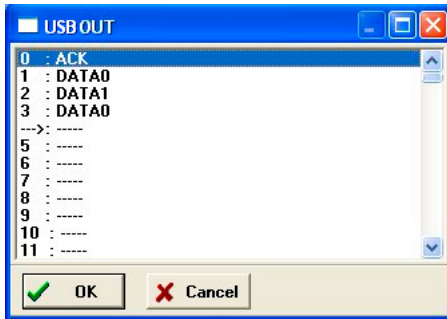 USB OUT
0 : ACK
1 : DATA0
2 : DATA1
3 : DATA0
--->: -----
5 : -----
6 : -----
7 : -----
8 : -----
9 : -----
10 : -----
11 : -----
OK Cancel